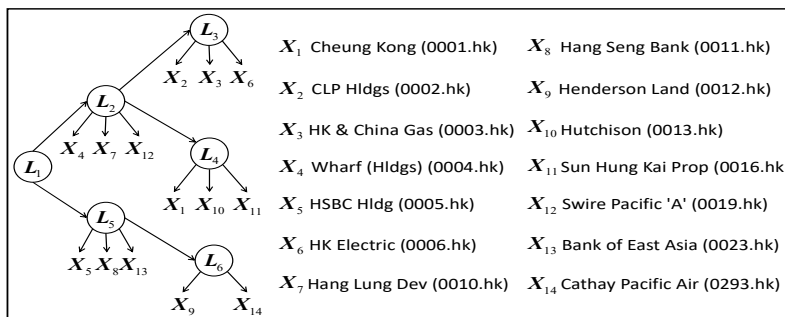 L₃
X₁ Cheung Kong (0001.hk) X₈ Hang Seng Bank (0011.hk)
X₂ X₃ X₆
L₂
X₂ CLP Hldgs (0002.hk) X₉ Henderson Land (0012.hk)
X₃ HK & China Gas (0003.hk) X₁₀ Hutchison (0013.hk)
X₄ X₇ X₁₂
L₄
L₁
X₄ Wharf (Hldgs) (0004.hk) X₁₁ Sun Hung Kai Prop (0016.hk)
X₁ X₁₀ X₁₁
X₅ HSBC Hldg (0005.hk) X₁₂ Swire Pacific 'A' (0019.hk)
L₅
X₆ HK Electric (0006.hk) X₁₃ Bank of East Asia (0023.hk)
X₅ X₈ X₁₃
L₆
X₇ Hang Lung Dev (0010.hk) X₁₄ Cathay Pacific Air (0293.hk)
X₉ X₁₄